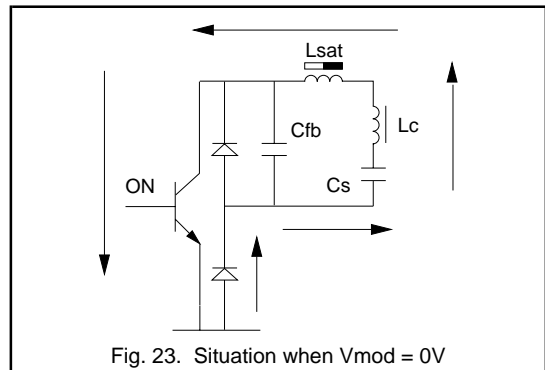 Lsat
Cfb
Lc
Cs
ON
Fig. 23. Situation when Vmod = 0V